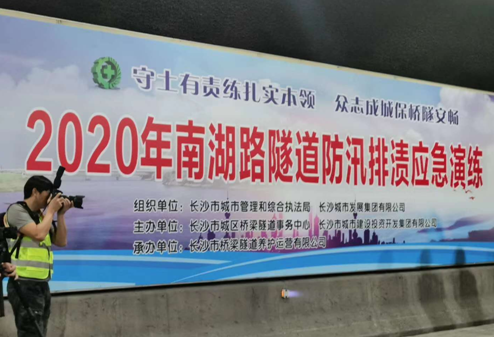 守土有责练扎实本领 众志成城保桥隧安畅
2020年南湖路隧道防汛排渍应急演练
组织单位：长沙市城市管理和综合执法局 长沙城市发展集团有限公司
主办单位：长沙市城区桥梁隧道事务中心 长沙市城市建设投资开发集团有限公司
承办单位：长沙市桥梁隧道养护运营有限公司